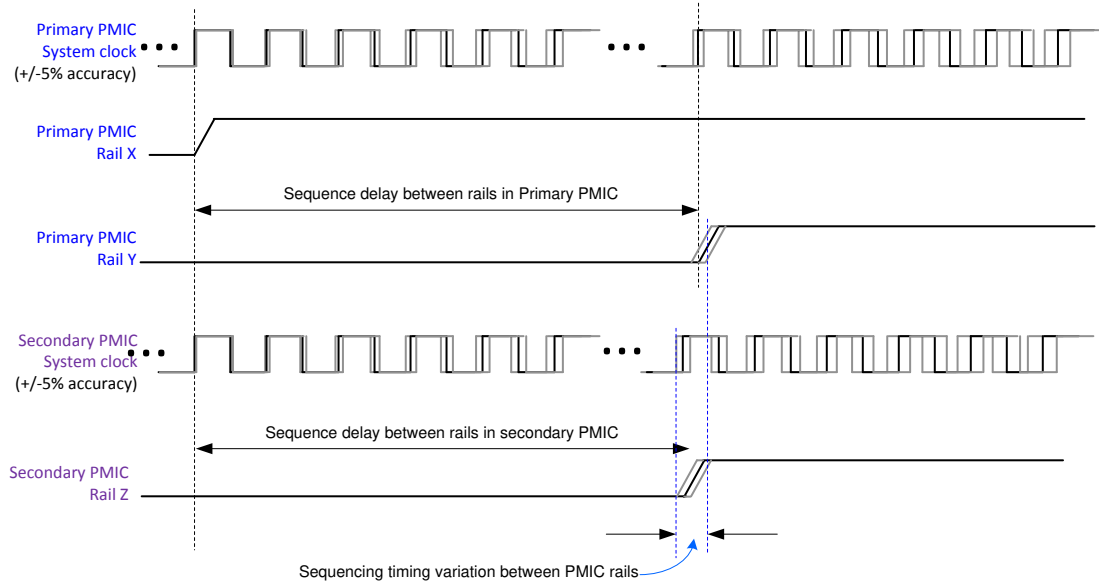 Primary PMIC
System clock
(+/-5% accuracy)
Primary PMIC
Rail X
Sequence delay between rails in Primary PMIC
Primary PMIC
Rail Y
Secondary PMIC
System clock
(+/-5% accuracy)
Sequence delay between rails in secondary PMIC
Secondary PMIC
Rail Z
Sequencing timing variation between PMIC rails